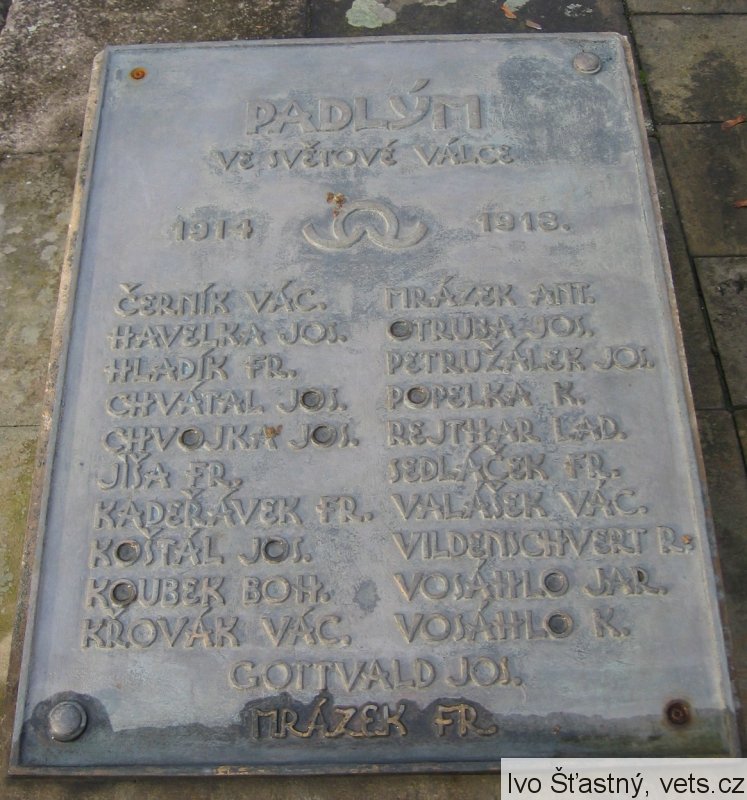 PADLÝM
VE SVĚTOVÉ VÁLCE
1914 1918.
ČERNÍK VÁC.
HAVELKA JOS.
HLADÍK FR.
CHVÁTAL JOS.
CHVOJKA JOS.
JÍŠA FR.
KADEŘÁVEK FR.
KOŠŤÁL JOS.
KOUBEK BOH.
KŘOVÁK VÁC.
MRÁZEK ANT.
OTRUBA JOS.
PETRUŽÁLEK JOS.
POPELKA K.
REJTHAR LAD.
SEDLÁČEK FR.
VALÁŠEK VÁC.
VILDENSCHVERT R.
VOSÁHLO JAR.
VOSÁHLO K.
GOTTVALD JOS.
MRÁZEK FR.
Ivo Šťastný, vets.cz